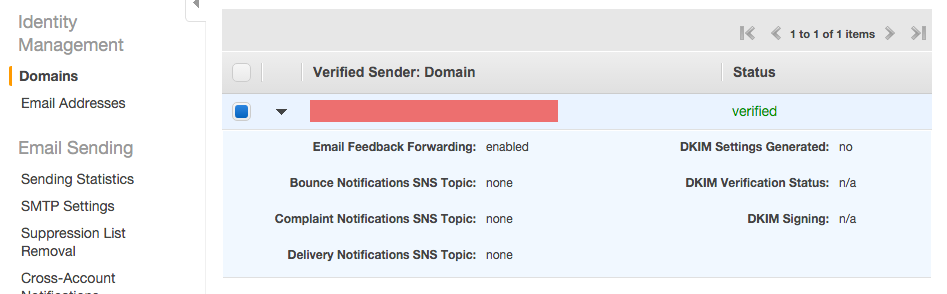 Identity
Management
Domains
Email Addresses
Email Sending
Sending Statistics
SMTP Settings
Suppression List
Removal
Cross-Account
Notifications
1 to 1 of 1 items
Verified Sender: Domain Status
verified
Email Feedback Forwarding: enabled DKIM Settings Generated: no
Bounce Notifications SNS Topic: none DKIM Verification Status: n/a
Complaint Notifications SNS Topic: none DKIM Signing: n/a
Delivery Notifications SNS Topic: none